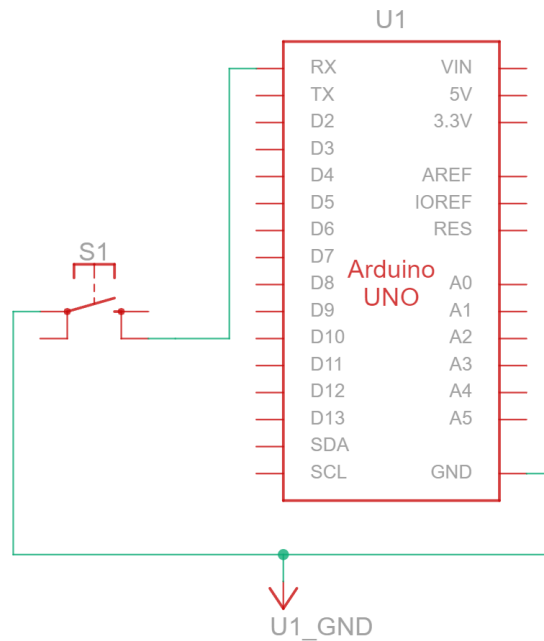 U1
RX VIN
TX 5V
D2 3.3V
D3
D4 AREF
D5 IOREF
D6 RES
S1
D7
Arduino
D8 A0
UNO
D9 A1
D10 A2
D11 A3
D12 A4
D13 A5
SDA
SCL GND
U1_GND